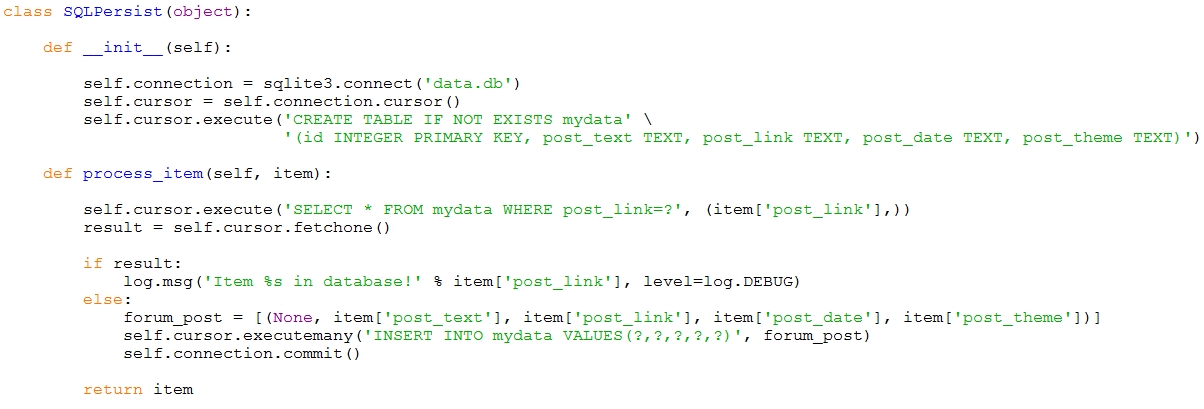 class SQLPersist(object):
def __init__(self):
self.connection = sqlite3.connect('data.db')
self.cursor = self.connection.cursor()
self.cursor.execute('CREATE TABLE IF NOT EXISTS mydata' \
'(id INTEGER PRIMARY KEY, post_text TEXT, post_link TEXT, post_date TEXT, post_theme TEXT)')
def process_item(self, item):
self.cursor.execute('SELECT * FROM mydata WHERE post_link=?', (item['post_link'],))
result = self.cursor.fetchone()
if result:
log.msg('Item %s in database!' % item['post_link'], level=log.DEBUG)
else:
forum_post = [(None, item['post_text'], item['post_link'], item['post_date'], item['post_theme'])]
self.cursor.executemany('INSERT INTO mydata VALUES(?,?,?,?,?)', forum_post)
self.connection.commit()
return item